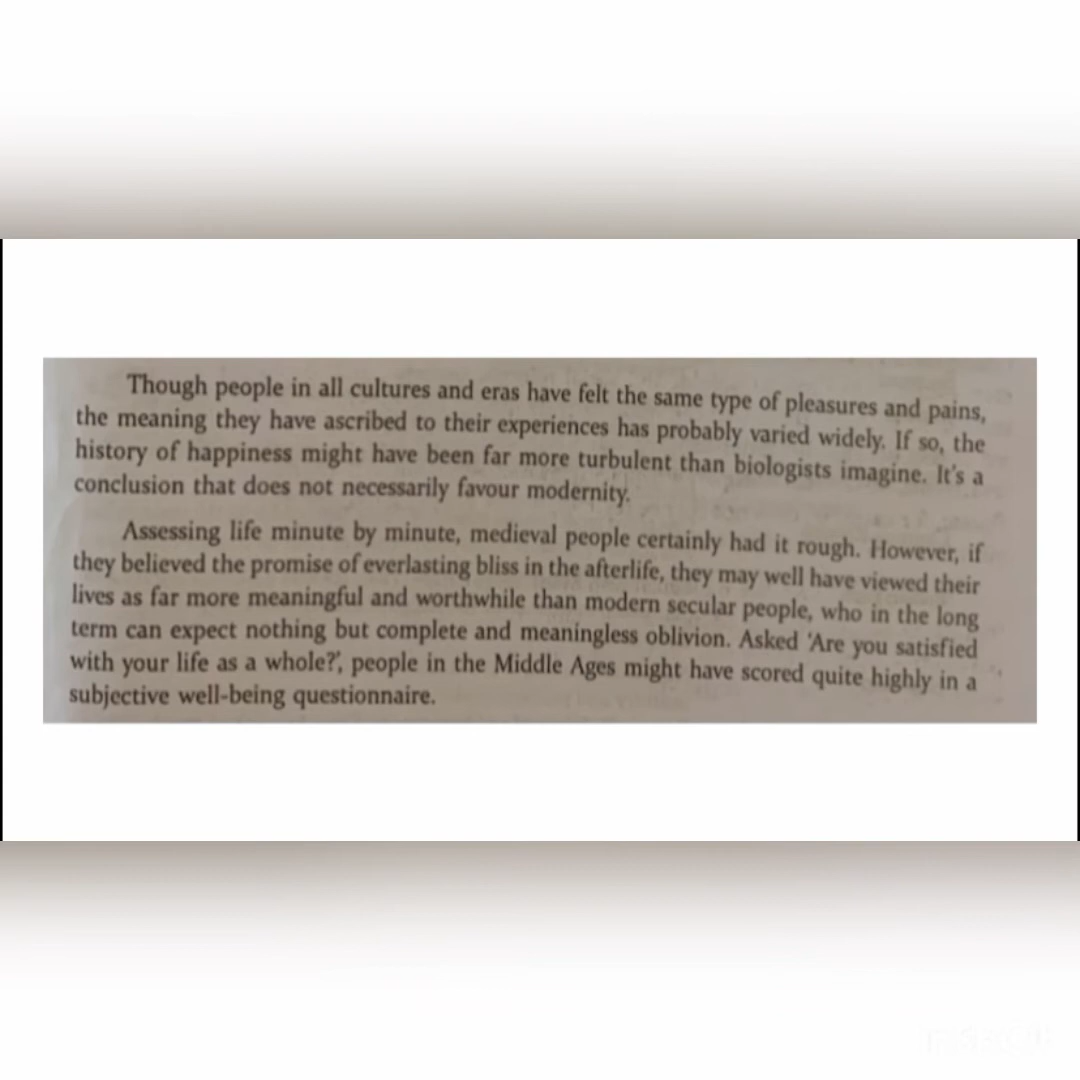 Though people in all cultures and eras have felt the same type of pleasures and pains,
the meaning they have ascribed to their experiences has probably varied widely. If so, the
history of happiness might have been far more turbulent than biologists imagine. It's a
conclusion that does not necessarily favour modernity.
Assessing life minute by minute, medieval people certainly had it rough. However, if
they believed the promise of everlasting bliss in the afterlife, they may well have viewed their
lives as far more meaningful and worthwhile than modern secular people, who in the long
term can expect nothing but complete and meaningless oblivion. Asked 'Are you satisfied
with your life as a whole?', people in the Middle Ages might have scored quite highly in a
subjective well-being questionnaire.